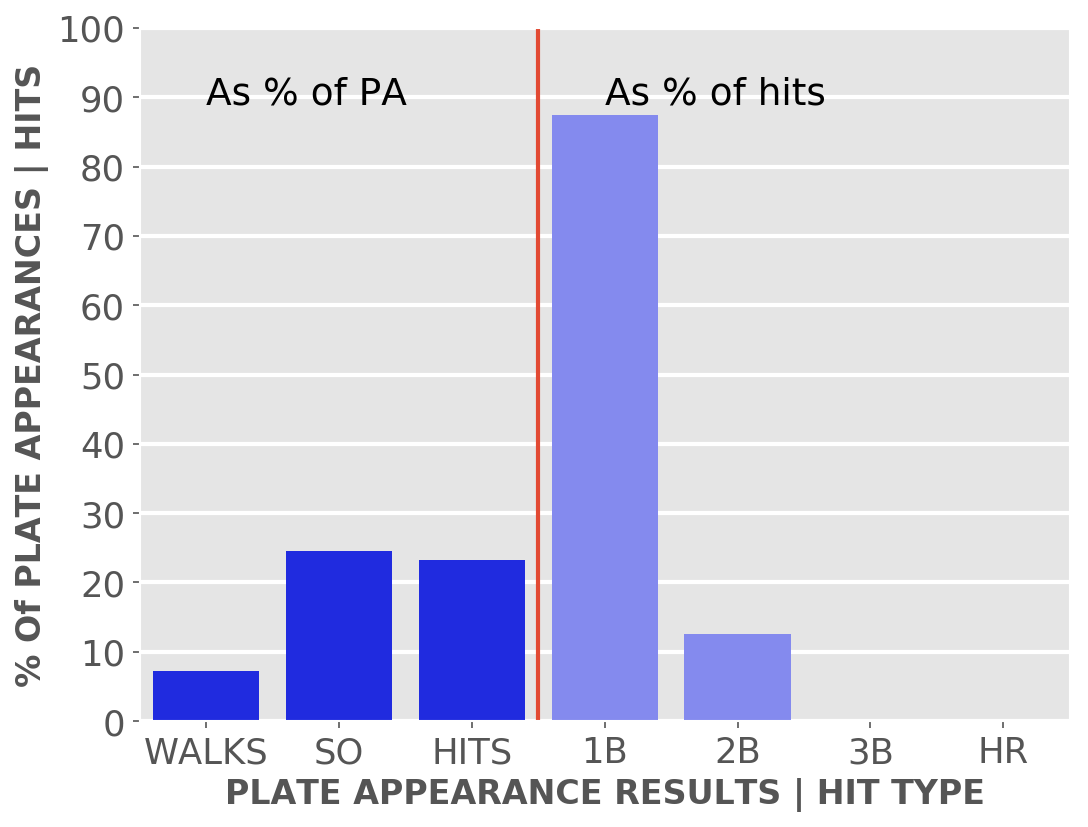 100
90
80
70
60
50
40
30
20
10
0
% Of PLATE APPEARANCES | HITS
As % of PA
As % of hits
WALKS SO HITS 1B 2B 3B HR
PLATE APPEARANCE RESULTS | HIT TYPE